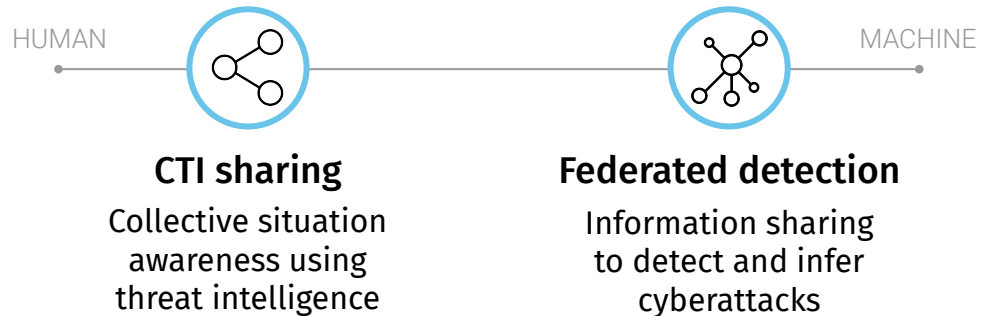 HUMAN
MACHINE
CTI sharing
Collective situation
awareness using
threat intelligence
Federated detection
Information sharing
to detect and infer
cyberattacks